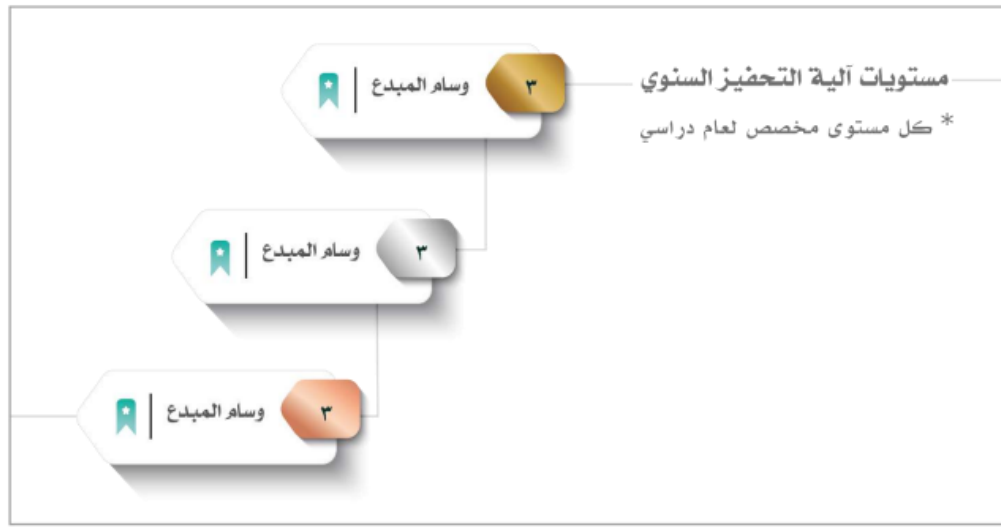 مستويات آلية التحفيز السنوي
* كل مستوى مخصص لعام دراسي
٣ وسام المبدع
٣ وسام المبدع
٣ وسام المبدع